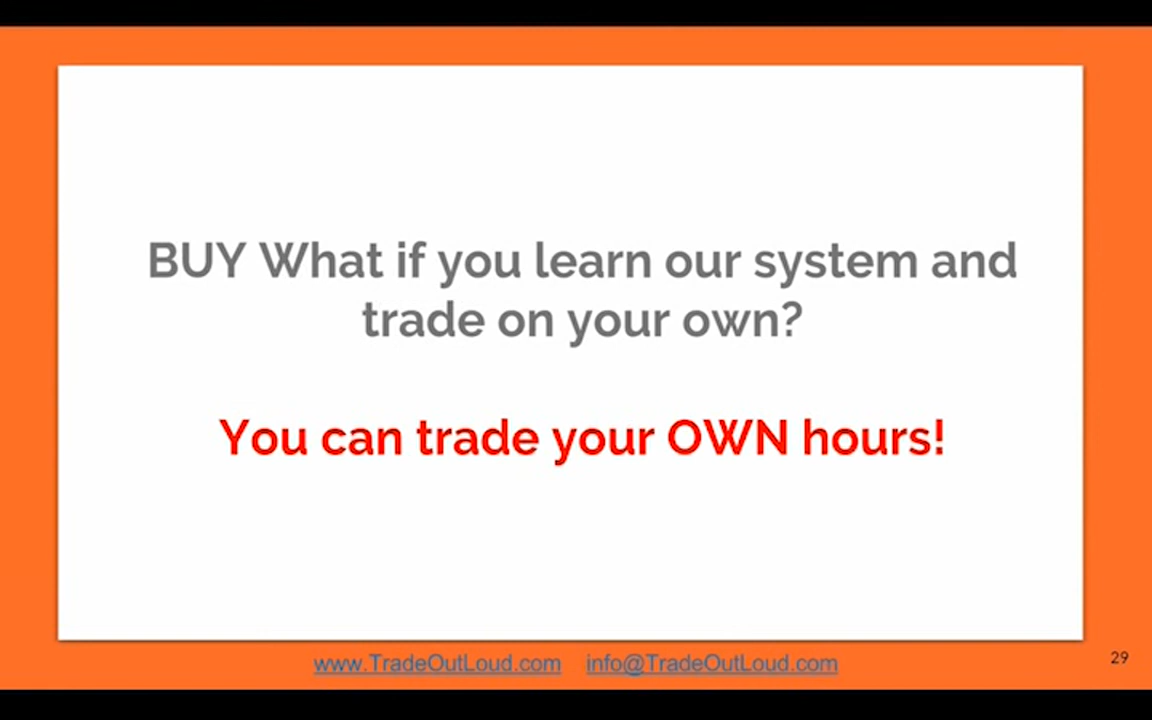 BUY What if you learn our system and
trade on your own?
You can trade your OWN hours!
www.TradeOutLoud.com info@TradeOutLoud.com
29